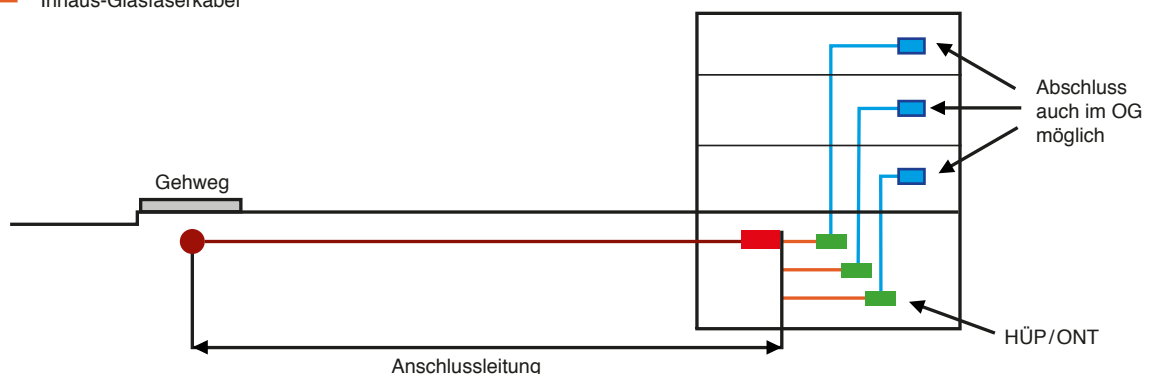 Inhaus-Glasfaserkabel
Abschluss
auch im OG
möglich
Gehweg
HÜP/ONT
Anschlussleitung